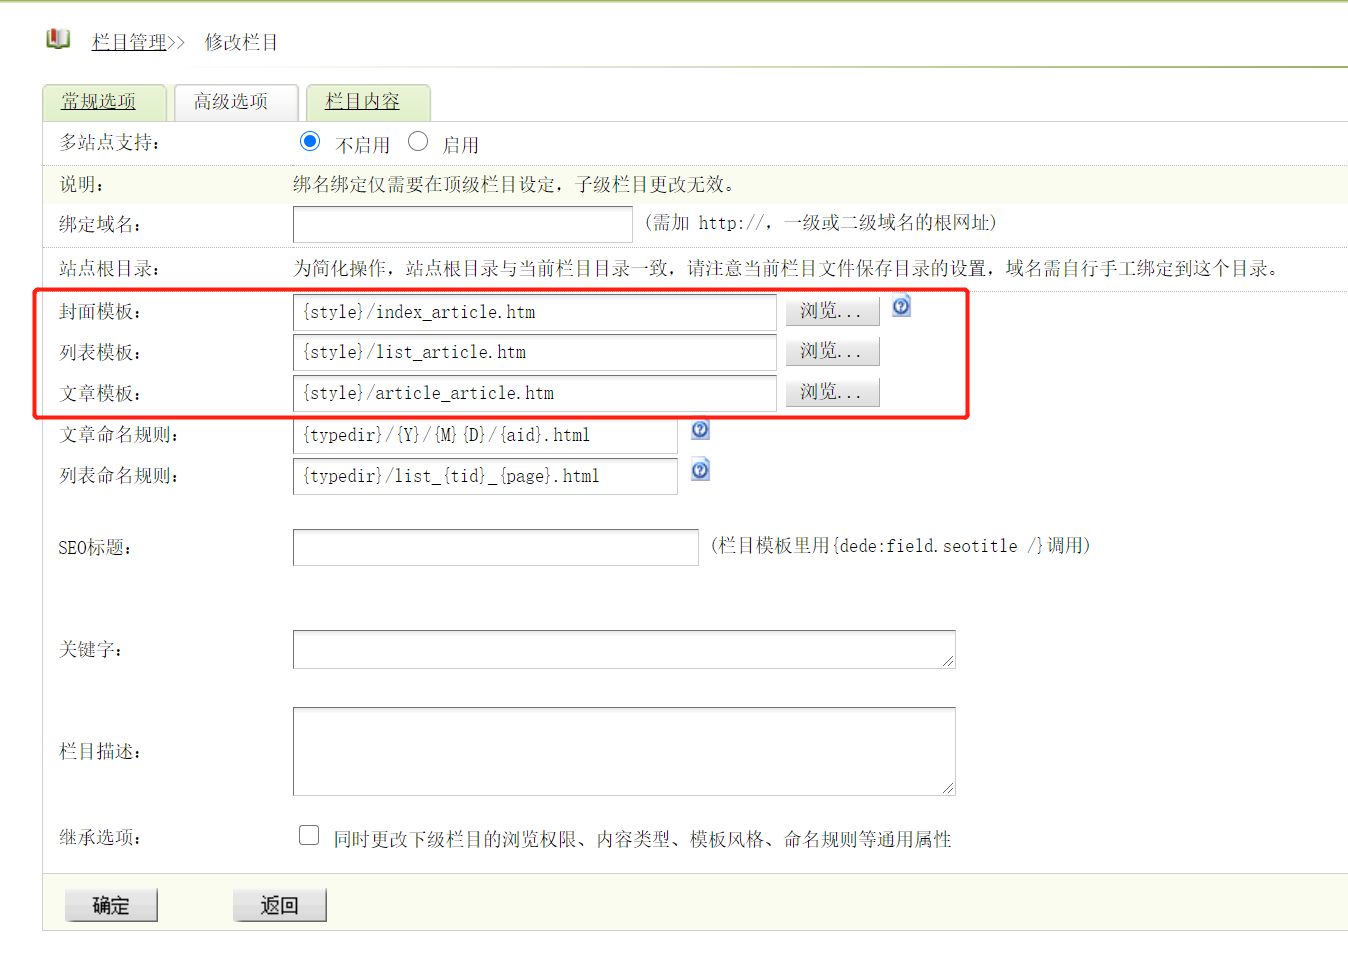 栏目管理>> 修改栏目
常规选项 高级选项 栏目内容
多站点支持: 不启用 启用
说明: 绑名绑定仅需要在顶级栏目设定，子级栏目更改无效。
绑定域名: (需加 http://，一级或二级域名的根网址)
站点根目录: 为简化操作，站点根目录与当前栏目目录一致，请注意当前栏目文件保存目录的设置，域名需自行手工绑定到这个目录。
封面模板: {style}/index_article.htm 浏览...
列表模板: {style}/list_article.htm 浏览...
文章模板: {style}/article_article.htm 浏览...
文章命名规则: {typedir}/{Y}/{M}{D}/{aid}.html
列表命名规则: {typedir}/list_{tid}_{page}.html
SEO标题: (栏目模板里用{dede:field.seotitle /}调用)
关键字:
栏目描述:
继承选项: 同时更改下级栏目的浏览权限、内容类型、模板风格、命名规则等通用属性
确定 返回